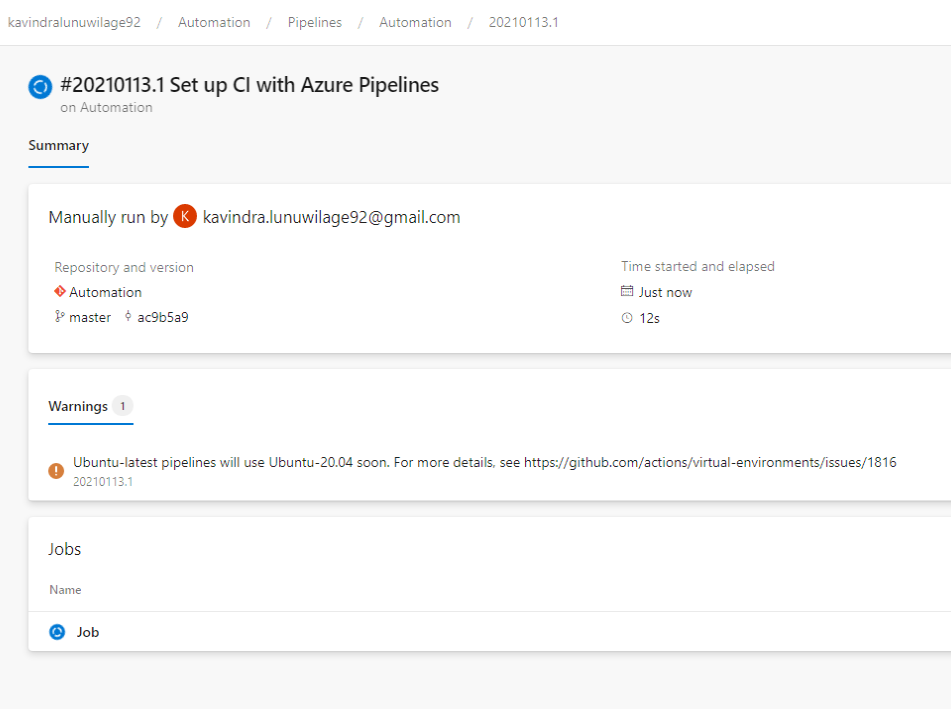 kavindralunuwilage92 / Automation / Pipelines / Automation / 20210113.1
#20210113.1 Set up CI with Azure Pipelines
on Automation
Summary
Manually run by K kavindra.lunuwilage92@gmail.com
Repository and version
Automation
master ac9b5a9
Time started and elapsed
Just now
12s
Warnings 1
Ubuntu-latest pipelines will use Ubuntu-20.04 soon. For more details, see https://github.com/actions/virtual-environments/issues/1816
20210113.1
Jobs
Name
Job